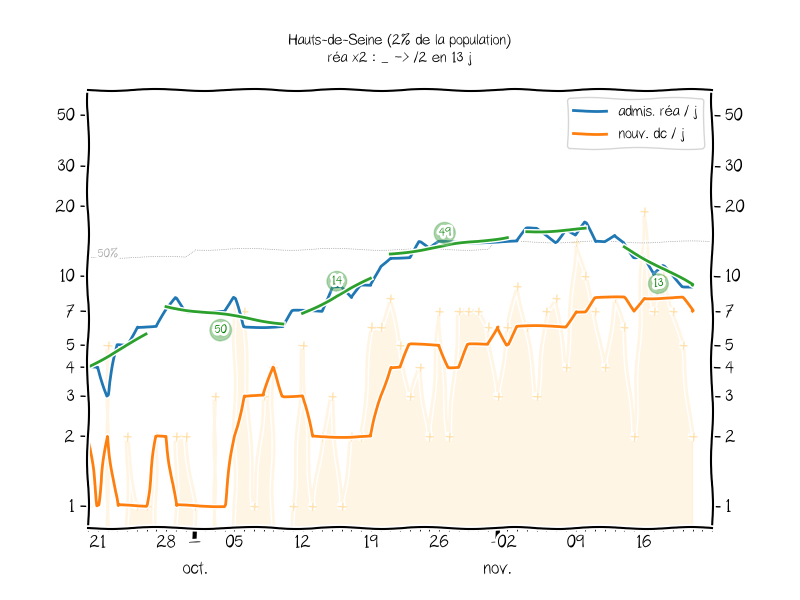 Hauts-de-Seine (2% de la population)
réa x2 : _ -> /2 en 13 j
admis. réa / j
nouv. dc / j
50 50
30 30
20 20
50%
10 10
7 7
5 5
4 4
3 3
2 2
1 1
49
14
50
13
21 28 05 12 19 26 02 09 16
oct. nov.